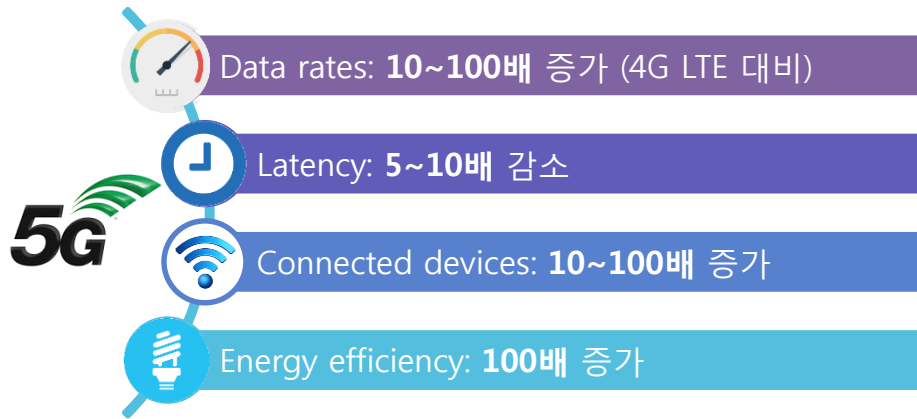 Data rates: 10~100배 증가 (4G LTE 대비)
Latency: 5~10배 감소
5G
Connected devices: 10~100배 증가
Energy efficiency: 100배 증가